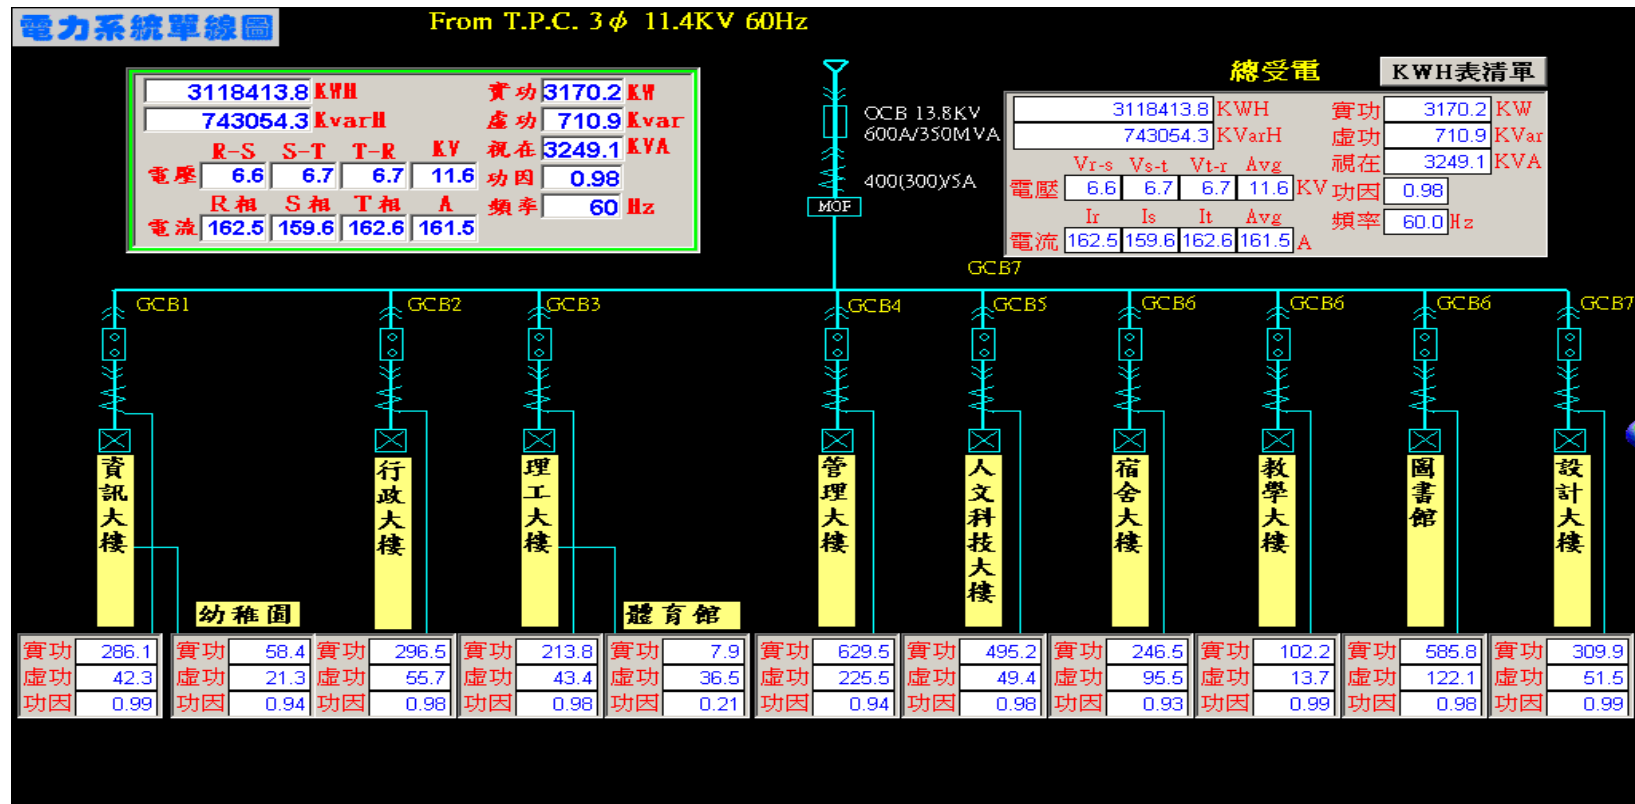 電力系統單線圖
From T.P.C. 3φ 11.4KV 60Hz
3118413.8 KWH 實功 3170.2 KW
743054.3 KvarH 虛功 710.9 Kvar
R-S S-T T-R KV 視在 3249.1 KVA
電壓 6.6 6.7 6.7 11.6 功因 0.98
R相 S相 T相 A 頻率 60 Hz
電流 162.5 159.6 162.6 161.5
OCB 13.8KV
600A/350MVA
400(300)/5A
MOF
總受電 KWH表清單
3118413.8 KWH 實功 3170.2 KW
743054.3 KVarH 虛功 710.9 KVar
Vr-s Vs-t Vt-r Avg 視在 3249.1 KVA
電壓 6.6 6.7 6.7 11.6 KV 功因 0.98
Ir Is It Avg 頻率 60.0 Hz
電流 162.5 159.6 162.6 161.5 A
GCB7
GCB1 GCB2 GCB3 GCB4 GCB5 GCB6 GCB6 GCB6 GCB7
資訊大樓
行政大樓
理工大樓
管理大樓
人文科技大樓
宿舍大樓
教學大樓
圖書館
設計大樓
幼稚園
體育館
實功 286.1 實功 58.4 實功 296.5 實功 213.8 實功 7.9 實功 629.5 實功 495.2 實功 246.5 實功 102.2 實功 585.8 實功 309.9
虛功 42.3 虛功 21.3 虛功 55.7 虛功 43.4 虛功 36.5 虛功 225.5 虛功 49.4 虛功 95.5 虛功 13.7 虛功 122.1 虛功 51.5
功因 0.99 功因 0.94 功因 0.98 功因 0.98 功因 0.21 功因 0.94 功因 0.98 功因 0.93 功因 0.99 功因 0.98 功因 0.99